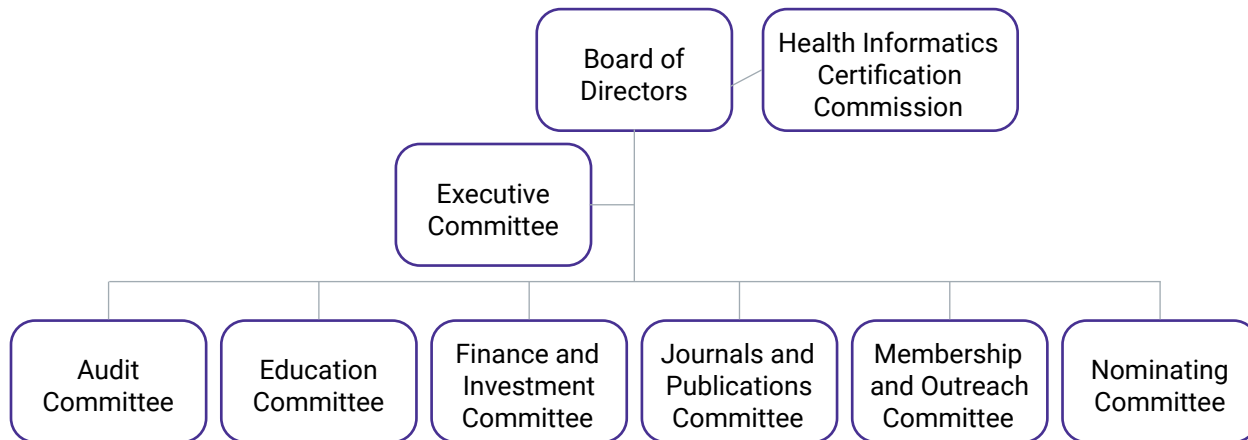 Board of
Directors
Health Informatics
Certification
Commission
Executive
Committee
Audit
Committee
Education
Committee
Finance and
Investment
Committee
Journals and
Publications
Committee
Membership
and Outreach
Committee
Nominating
Committee